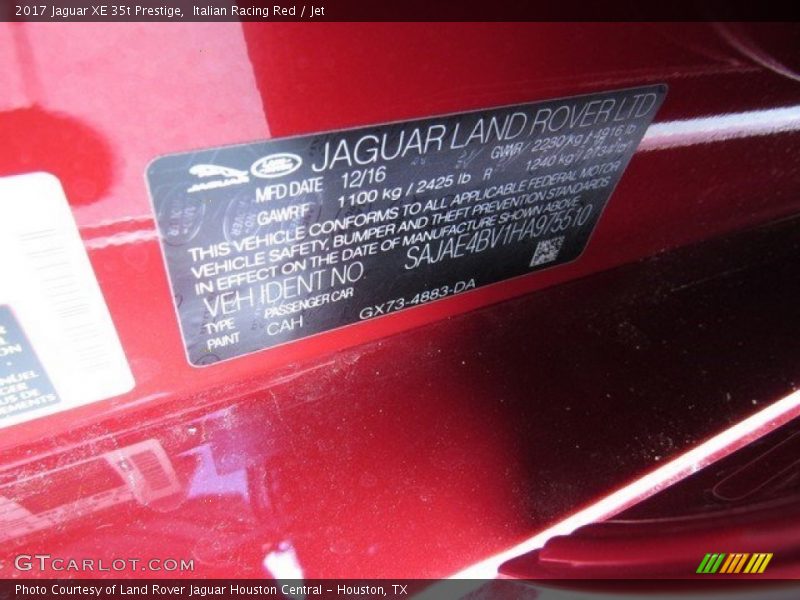 2017 Jaguar XE 35t Prestige,  Italian Racing Red / Jet
JAGUAR LAND ROVER LTD
JAGUAR
MFD DATE 12/16 GVWR / 2230 kg / 4916 lb
GAWR F 1100 kg / 2425 lb R 1240 kg / 2734 lb
THIS VEHICLE CONFORMS TO ALL APPLICABLE FEDERAL MOTOR
VEHICLE SAFETY, BUMPER AND THEFT PREVENTION STANDARDS
IN EFFECT ON THE DATE OF MANUFACTURE SHOWN ABOVE
VEH IDENT NO. SAJAE4BV1HA975510
TYPE PASSENGER CAR
PAINT CAH GX73-4883-DA
GTCARLOT.COM
Photo Courtesy of Land Rover Jaguar Houston Central - Houston, TX